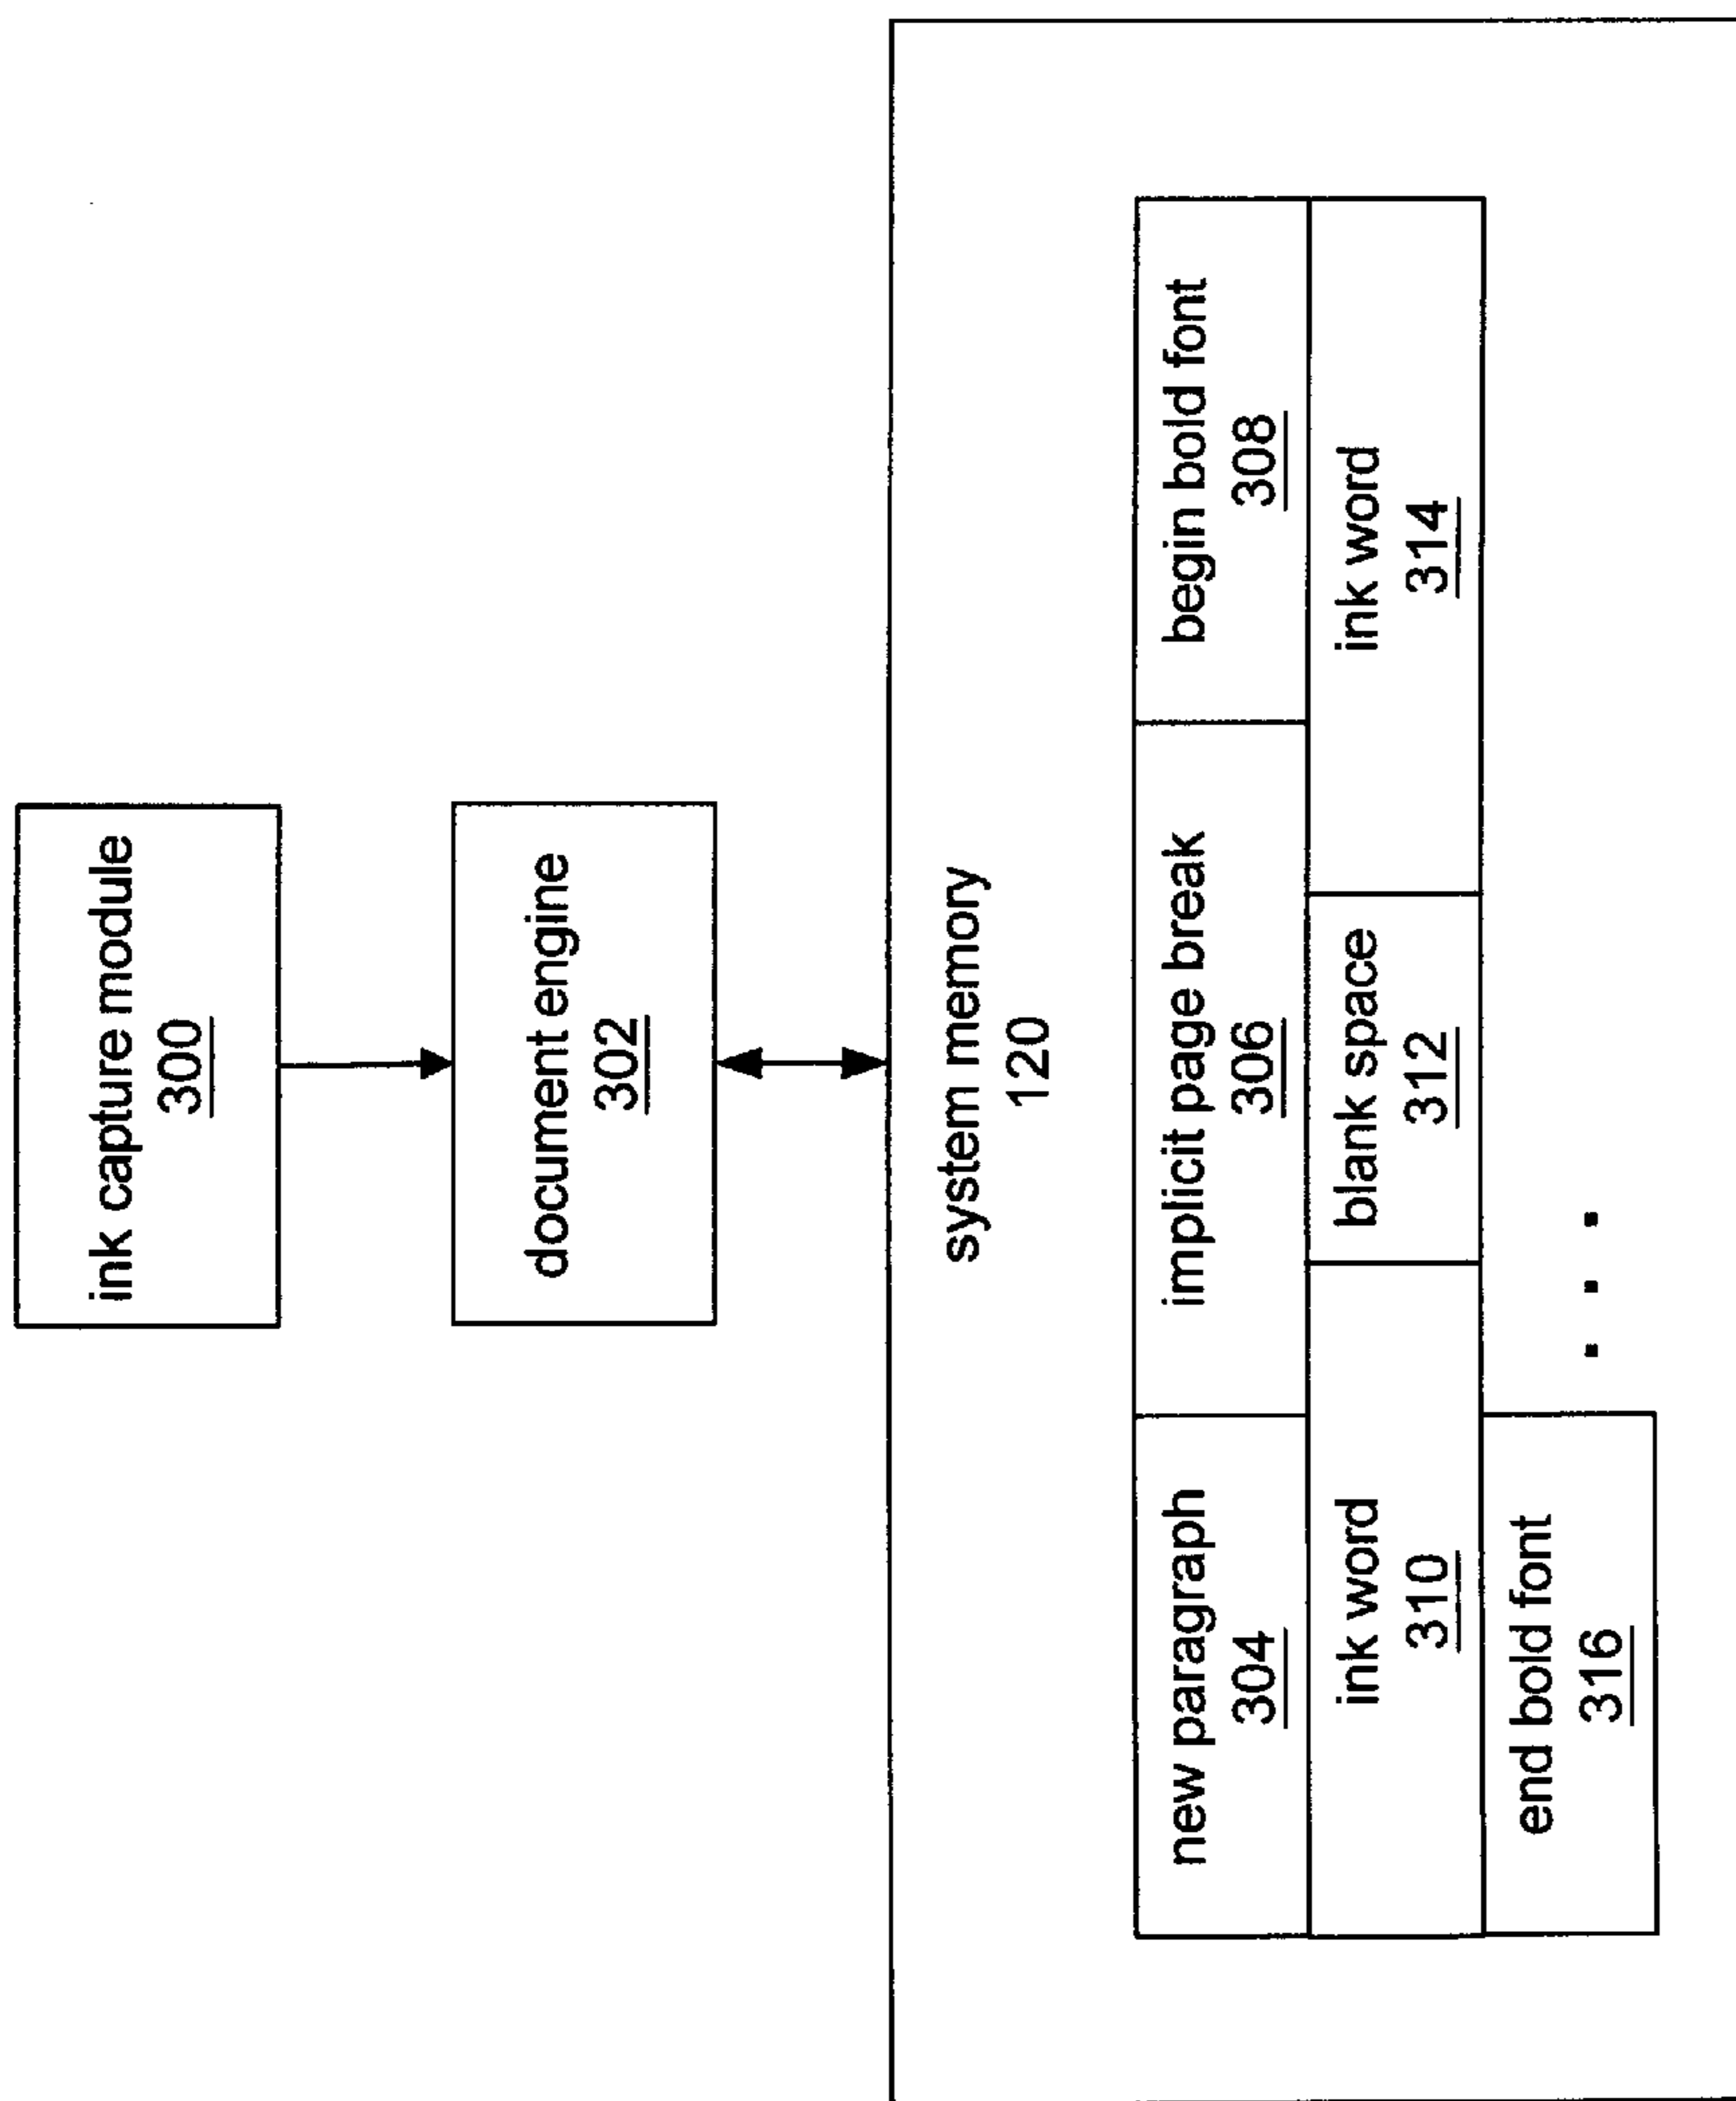 ink capture module
300
document engine
302
system memory
120
new paragraph
304
implicit page break
306
begin bold font
308
ink word
310
blank space
312
ink word
314
end bold font
316
. . .